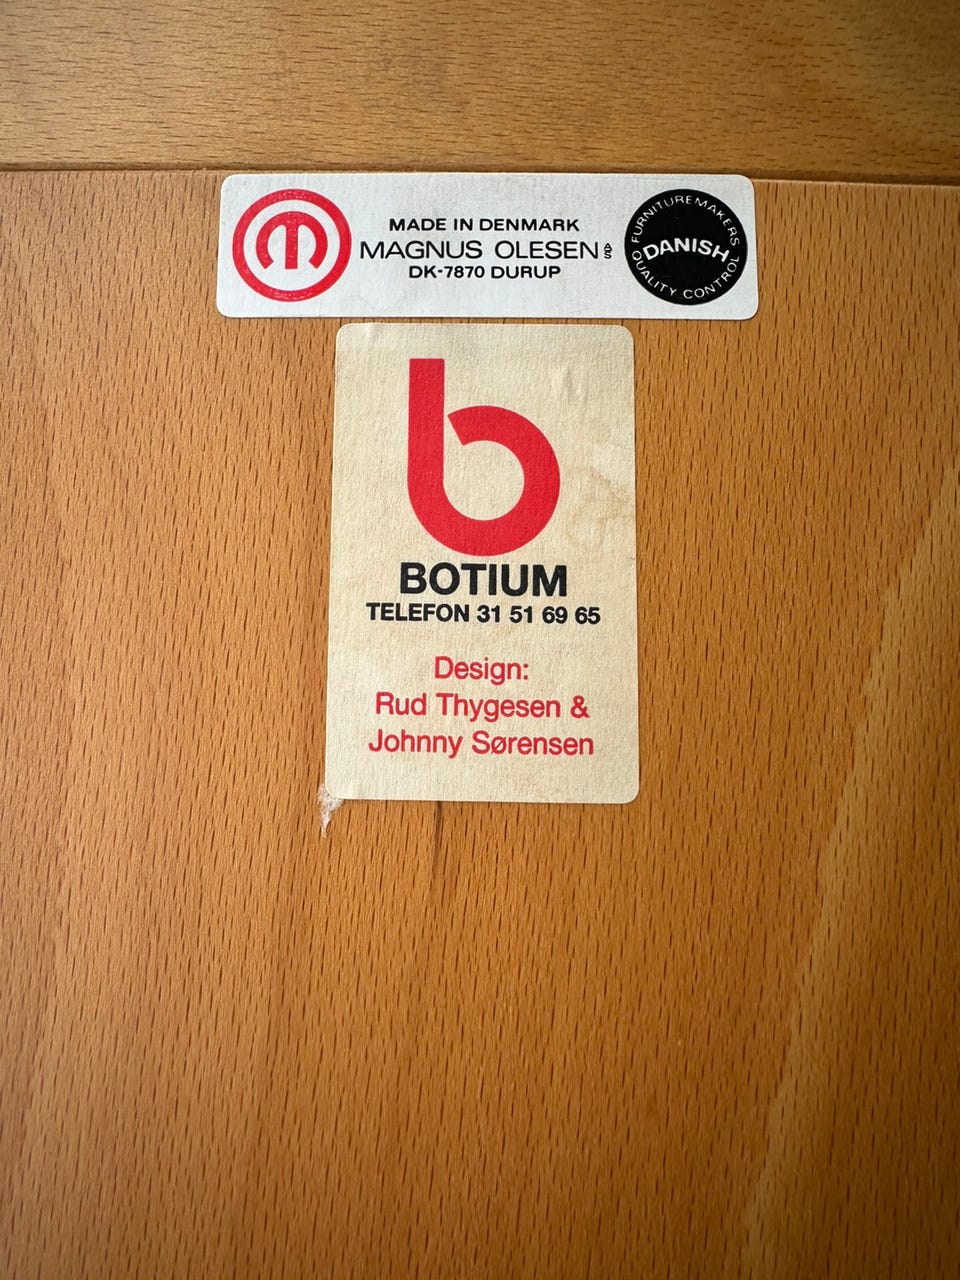 MADE IN DENMARK
MAGNUS OLESEN A/S
DK-7870 DURUP
FURNITUREMAKERS
DANISH
QUALITY CONTROL
b
BOTIUM
TELEFON 31 51 69 65
Design:
Rud Thygesen &
Johnny Sørensen